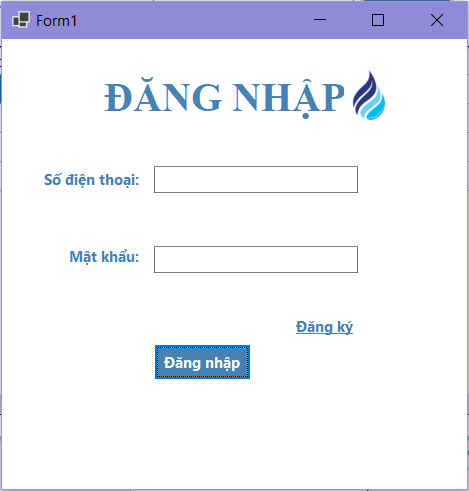 Form1
ĐĂNG NHẬP
Số điện thoại:
Mật khẩu:
Đăng ký
Đăng nhập